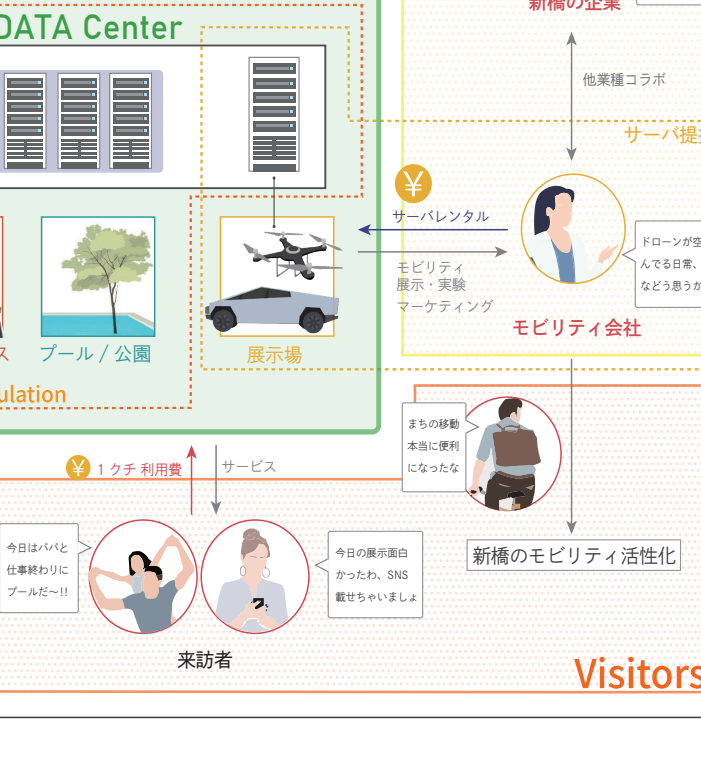 新橋の企業
DATA Center
他業種コラボ
サーバ提
¥
サーバレンタル
モビリティ
展示・実験
マーケティング
ドローンが空
んでる日常、
などう思うか
モビリティ会社
ス
プール / 公園
展示場
ulation
まちの移動
本当に便利
になったな
¥
1 クチ 利用費
サービス
今日はパパと
仕事終わりに
プールだ〜!!
今日の展示面白
かったわ、SNS
載せちゃいましょ
新橋のモビリティ活性化
来訪者
Visitors